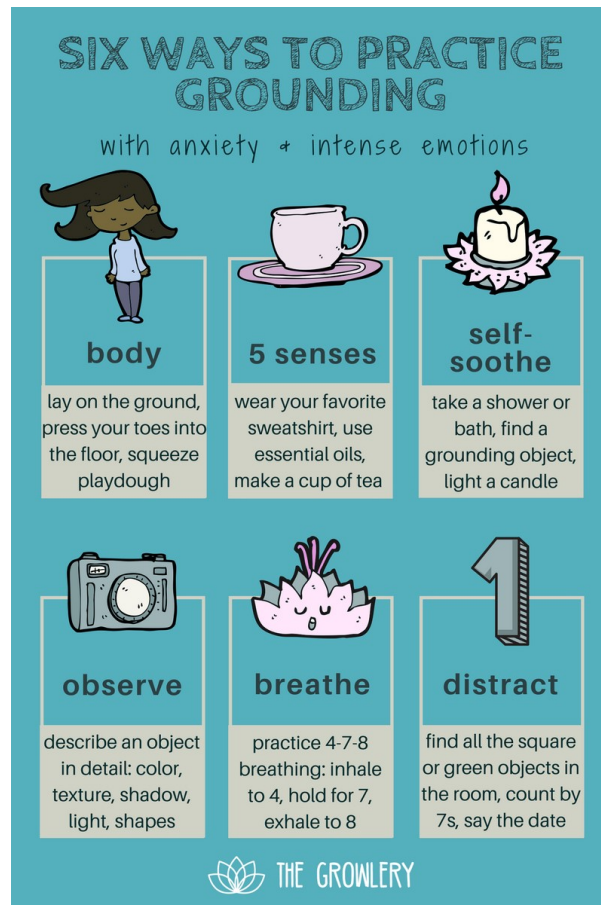 SIX WAYS TO PRACTICE
GROUNDING
with anxiety & intense emotions
body
lay on the ground,
press your toes into
the floor, squeeze
playdough
5 senses
wear your favorite
sweatshirt, use
essential oils,
make a cup of tea
self-
soothe
take a shower or
bath, find a
grounding object,
light a candle
observe
describe an object
in detail: color,
texture, shadow,
light, shapes
breathe
practice 4-7-8
breathing: inhale
to 4, hold for 7,
exhale to 8
1
distract
find all the square
or green objects in
the room, count by
7s, say the date
THE GROWLERY